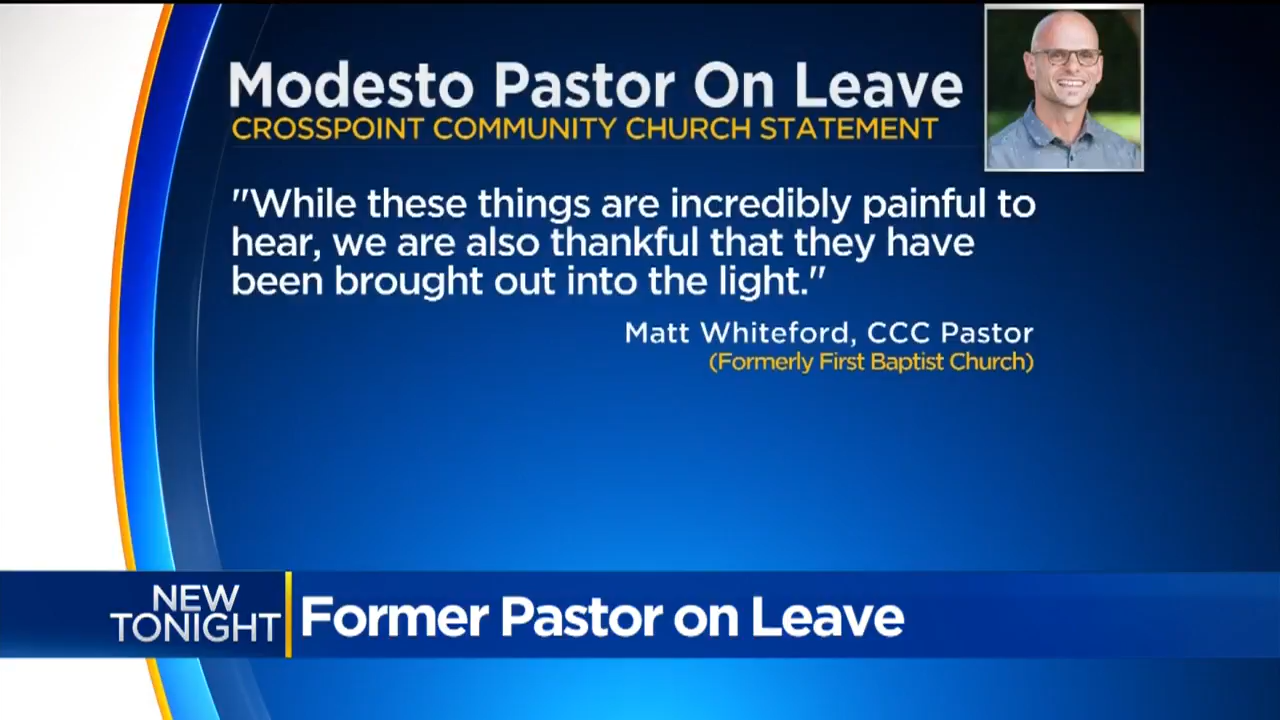 Modesto Pastor On Leave
CROSSPOINT COMMUNITY CHURCH STATEMENT
"While these things are incredibly painful to
hear, we are also thankful that they have
been brought out into the light."
Matt Whiteford, CCC Pastor
(Formerly First Baptist Church)
NEW
TONIGHT
Former Pastor on Leave